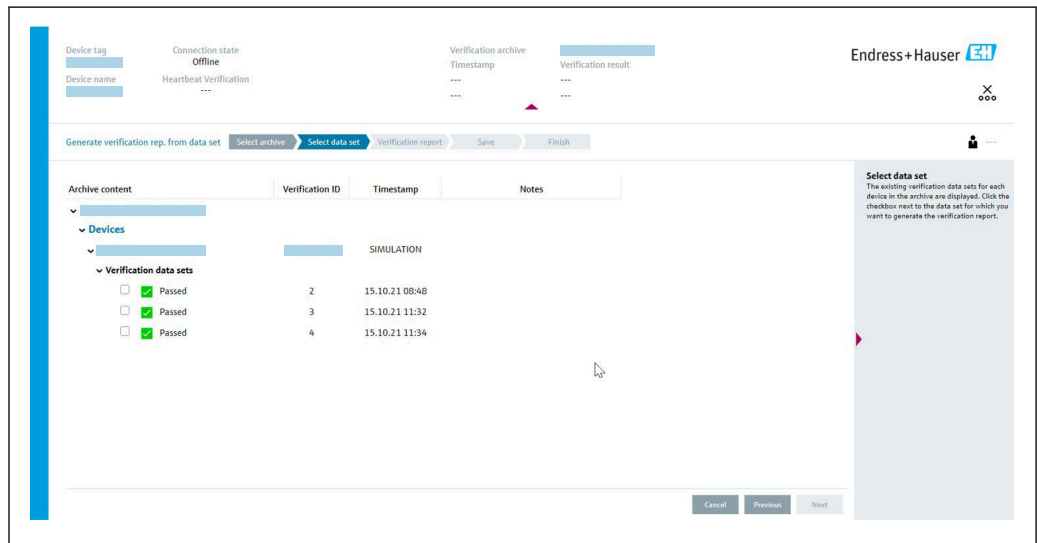 Device tag
Connection state
Offline
Device name
Heartbeat Verification
---
Verification archive
Timestamp
Verification result
---
---
---
---
Endress+Hauser EH
Generate verification rep. from data set
Select archive
Select data set
Verification report
Save
Finish
---
Archive content
Verification ID
Timestamp
Notes
Devices
SIMULATION
Verification data sets
Passed 2 15.10.21 08:48
Passed 3 15.10.21 11:32
Passed 4 15.10.21 11:34
Select data set
The existing verification data sets for each
device in the archive are displayed. Click the
checkbox next to the data set for which you
want to generate the verification report.
Cancel
Previous
Next